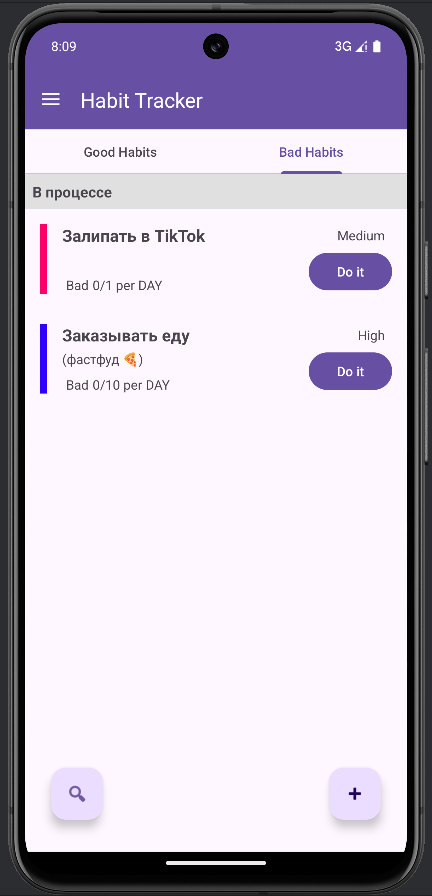 8:09
3G
Habit Tracker
Good Habits
Bad Habits
В процессе
Залипать в TikTok
Medium
Do it
Bad 0/1 per DAY
Заказывать еду
High
(фастфуд 🍕)
Do it
Bad 0/10 per DAY